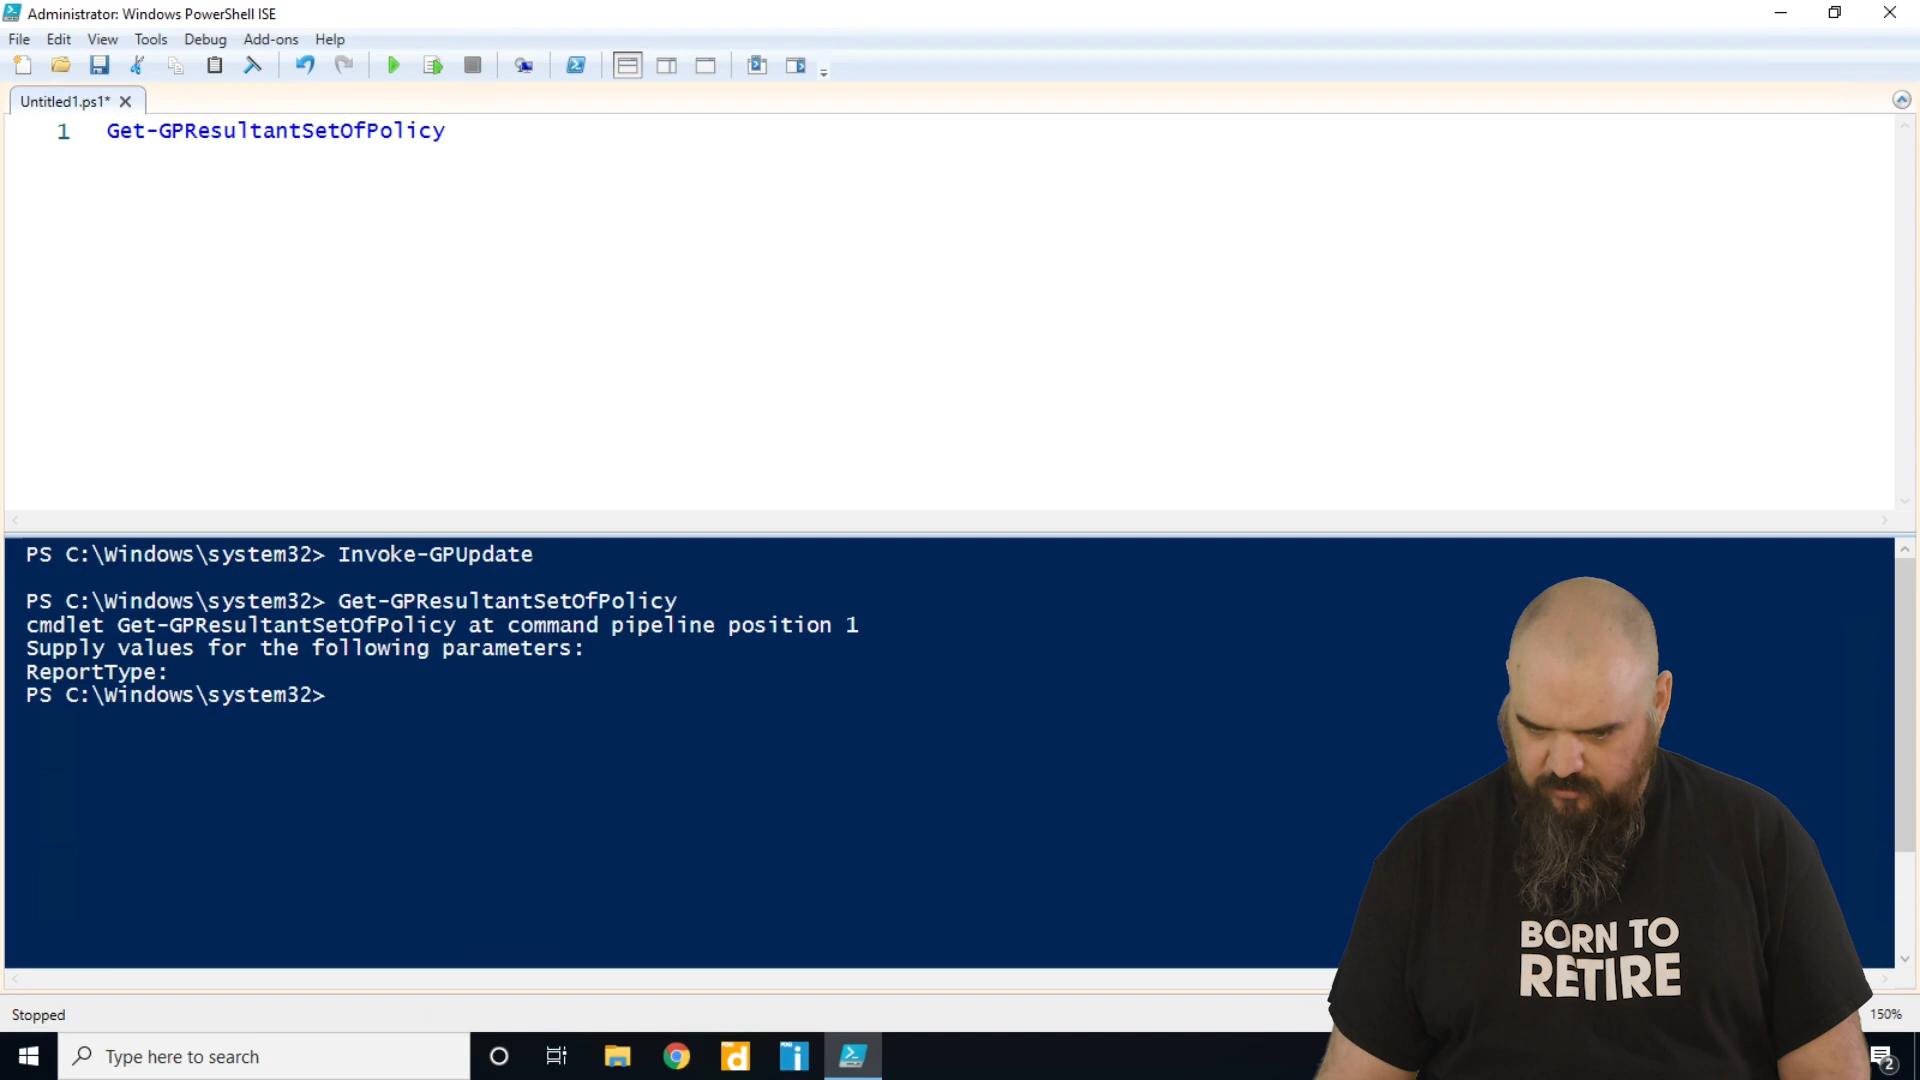 Administrator: Windows PowerShell ISE
File Edit View Tools Debug Add-ons Help
Untitled1.ps1*
1 Get-GPResultantSetOfPolicy
PS C:\Windows\system32> Invoke-GPUpdate
PS C:\Windows\system32> Get-GPResultantSetOfPolicy
cmdlet Get-GPResultantSetOfPolicy at command pipeline position 1
Supply values for the following parameters:
ReportType:
PS C:\Windows\system32>
BORN TO
RETIRE
Stopped
150%
Type here to search
2